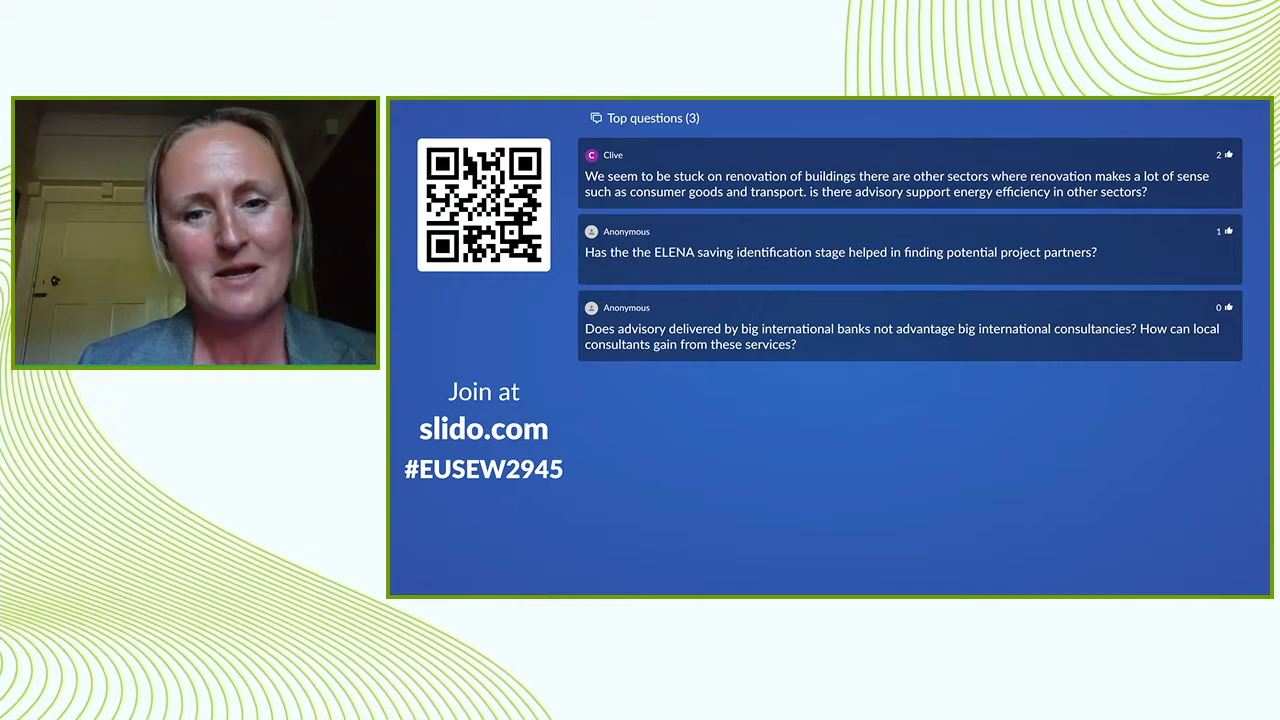 Top questions (3)
C Clive 2
We seem to be stuck on renovation of buildings there are other sectors where renovation makes a lot of sense
such as consumer goods and transport. is there advisory support energy efficiency in other sectors?
Anonymous 1
Has the the ELENA saving identification stage helped in finding potential project partners?
Anonymous 0
Does advisory delivered by big international banks not advantage big international consultancies? How can local
consultants gain from these services?
Join at
slido.com
#EUSEW2945